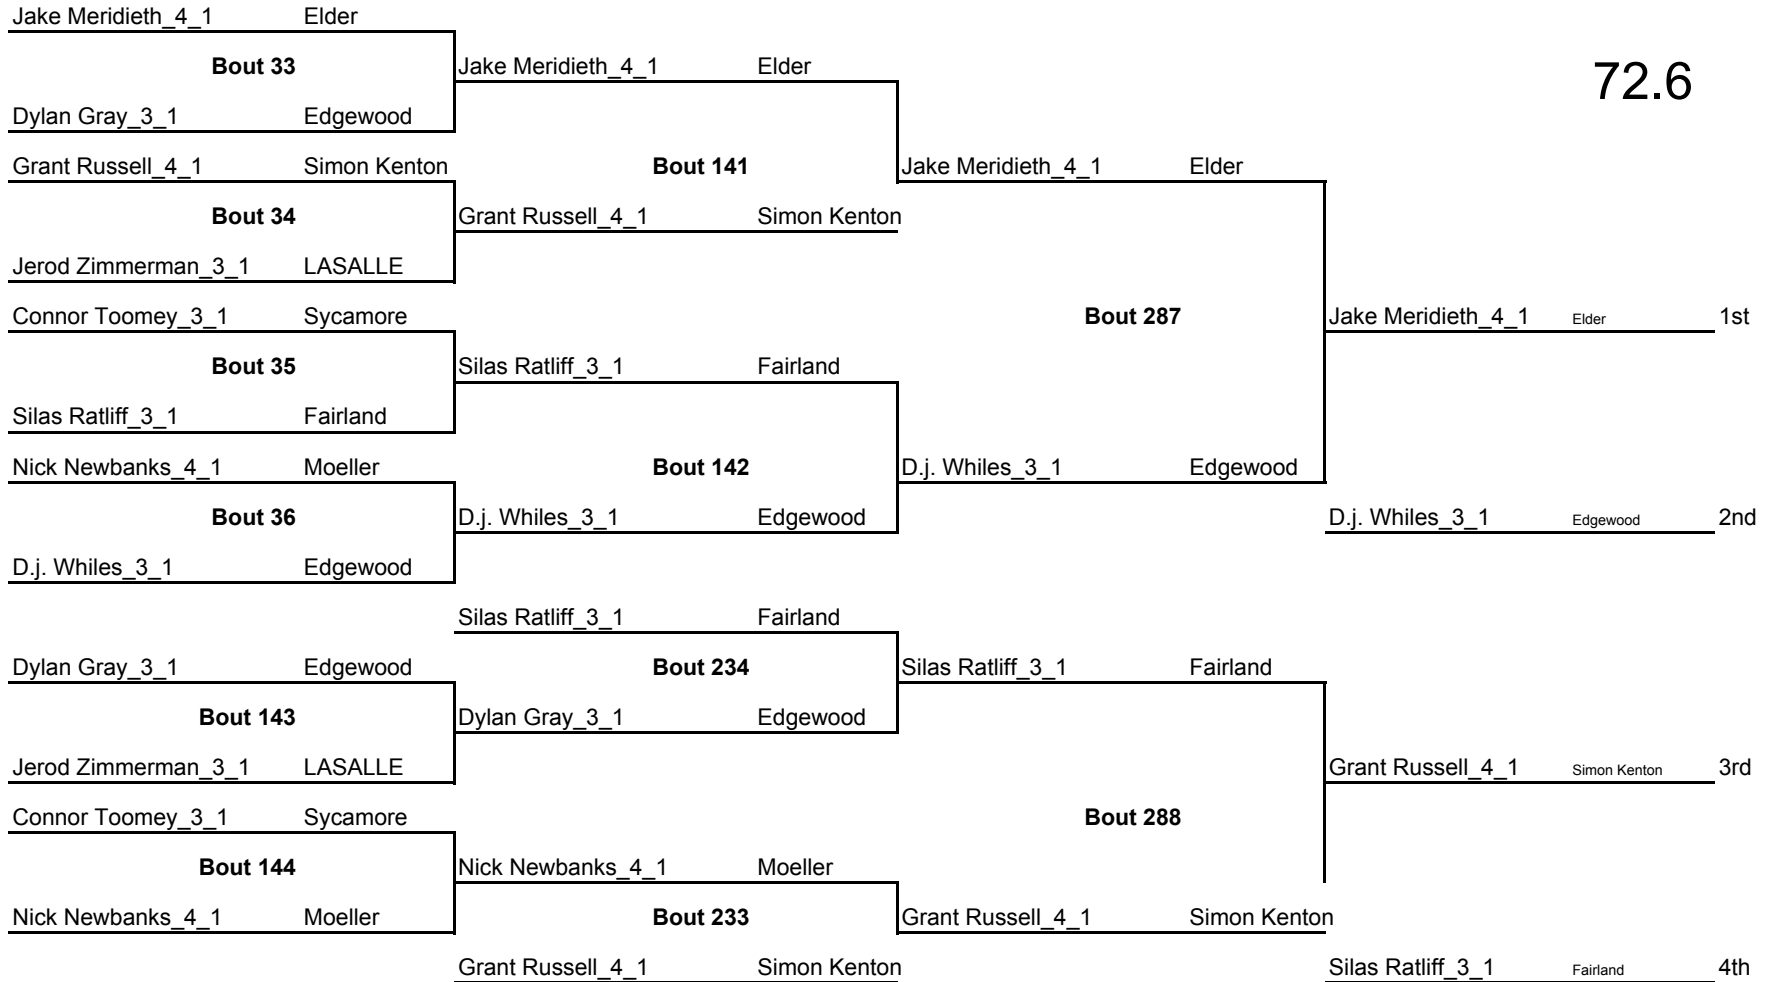 Jake Meridieth_4_1 Elder
Bout 33 Jake Meridieth_4_1 Elder 72.6
Dylan Gray_3_1 Edgewood
Grant Russell_4_1 Simon Kenton Bout 141 Jake Meridieth_4_1 Elder
Bout 34 Grant Russell_4_1 Simon Kenton
Jerod Zimmerman_3_1 LASALLE
Connor Toomey_3_1 Sycamore Bout 287 Jake Meridieth_4_1 Elder 1st
Bout 35 Silas Ratliff_3_1 Fairland
Silas Ratliff_3_1 Fairland
Nick Newbanks_4_1 Moeller Bout 142 D.j. Whiles_3_1 Edgewood
Bout 36 D.j. Whiles_3_1 Edgewood D.j. Whiles_3_1 Edgewood 2nd
D.j. Whiles_3_1 Edgewood
Silas Ratliff_3_1 Fairland
Dylan Gray_3_1 Edgewood Bout 234 Silas Ratliff_3_1 Fairland
Bout 143 Dylan Gray_3_1 Edgewood
Jerod Zimmerman_3_1 LASALLE Grant Russell_4_1 Simon Kenton 3rd
Connor Toomey_3_1 Sycamore Bout 288
Bout 144 Nick Newbanks_4_1 Moeller
Nick Newbanks_4_1 Moeller Bout 233 Grant Russell_4_1 Simon Kenton
Grant Russell_4_1 Simon Kenton Silas Ratliff_3_1 Fairland 4th